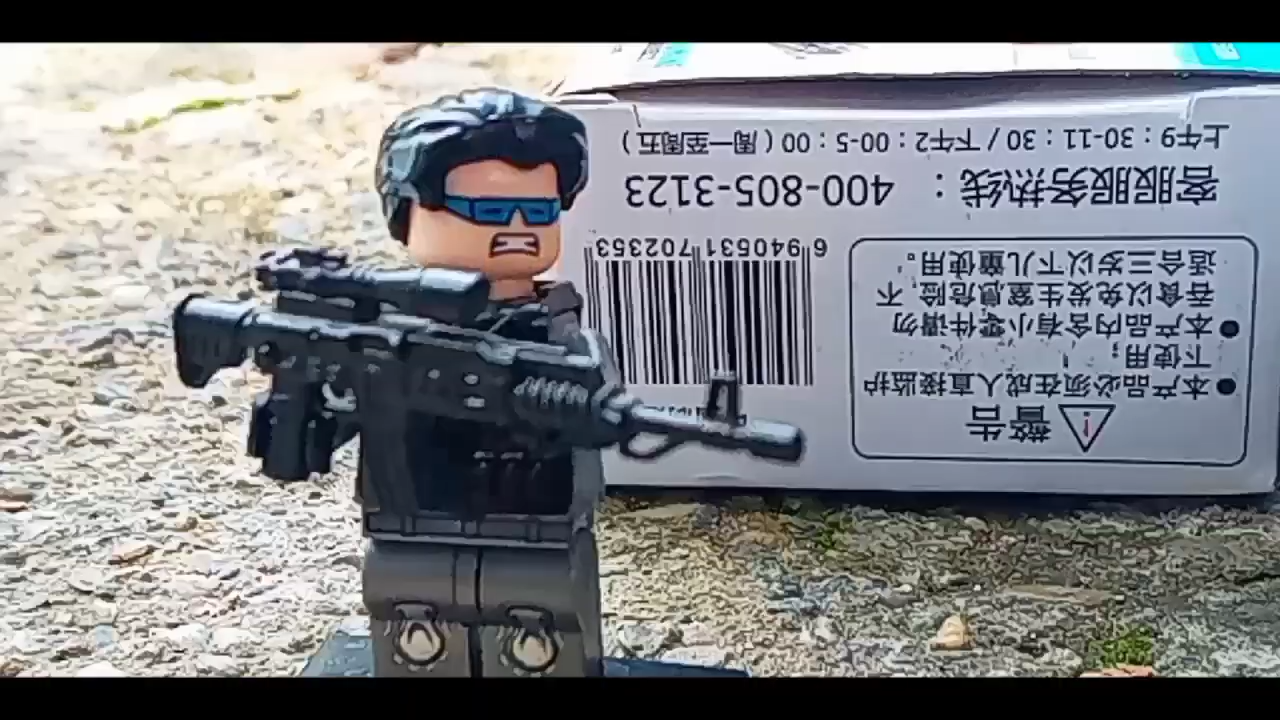 警告
● 本产品必须在成人直接监护
下使用；
● 本产品内含有小零件请勿
吞食以免发生窒息危险,不
适合三岁以下儿童使用。
6 940531 702353
客服服务热线：400-805-3123
上午9：30-11：30 / 下午2：00-5：00 ( 周一至周五 )